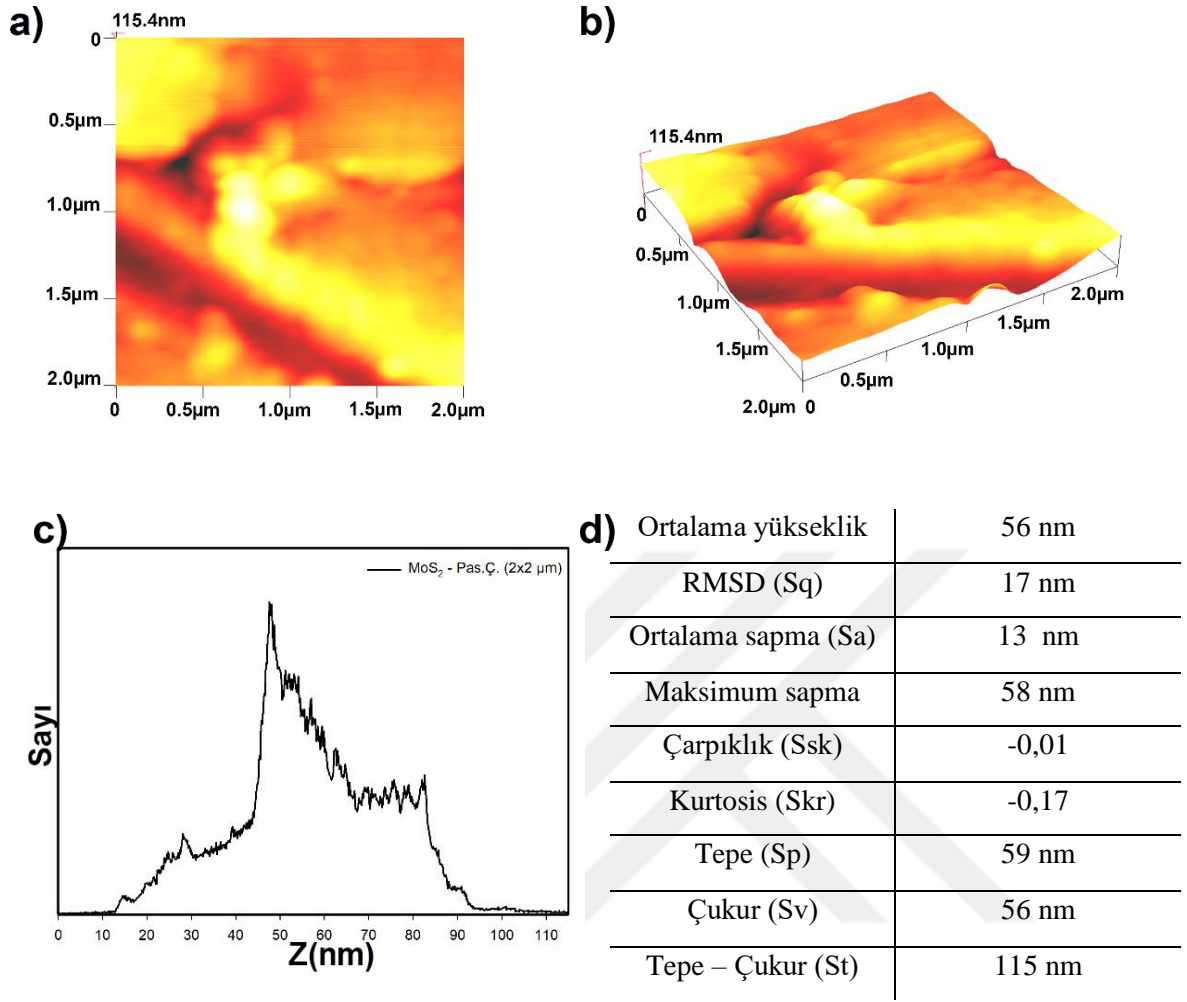 a)
115.4nm
0
0.5µm
1.0µm
1.5µm
2.0µm
0 0.5µm 1.0µm 1.5µm 2.0µm
b)
115.4nm
0
0.5µm
1.0µm
1.5µm
2.0µm 0
0.5µm
1.0µm
1.5µm
2.0µm
c)
MoS₂ - Pas.Ç. (2x2 µm)
Sayı
0 10 20 30 40 50 60 70 80 90 100 110
Z(nm)
d)
Ortalama yükseklik 56 nm
RMSD (Sq) 17 nm
Ortalama sapma (Sa) 13 nm
Maksimum sapma 58 nm
Çarpıklık (Ssk) -0,01
Kurtosis (Skr) -0,17
Tepe (Sp) 59 nm
Çukur (Sv) 56 nm
Tepe – Çukur (St) 115 nm